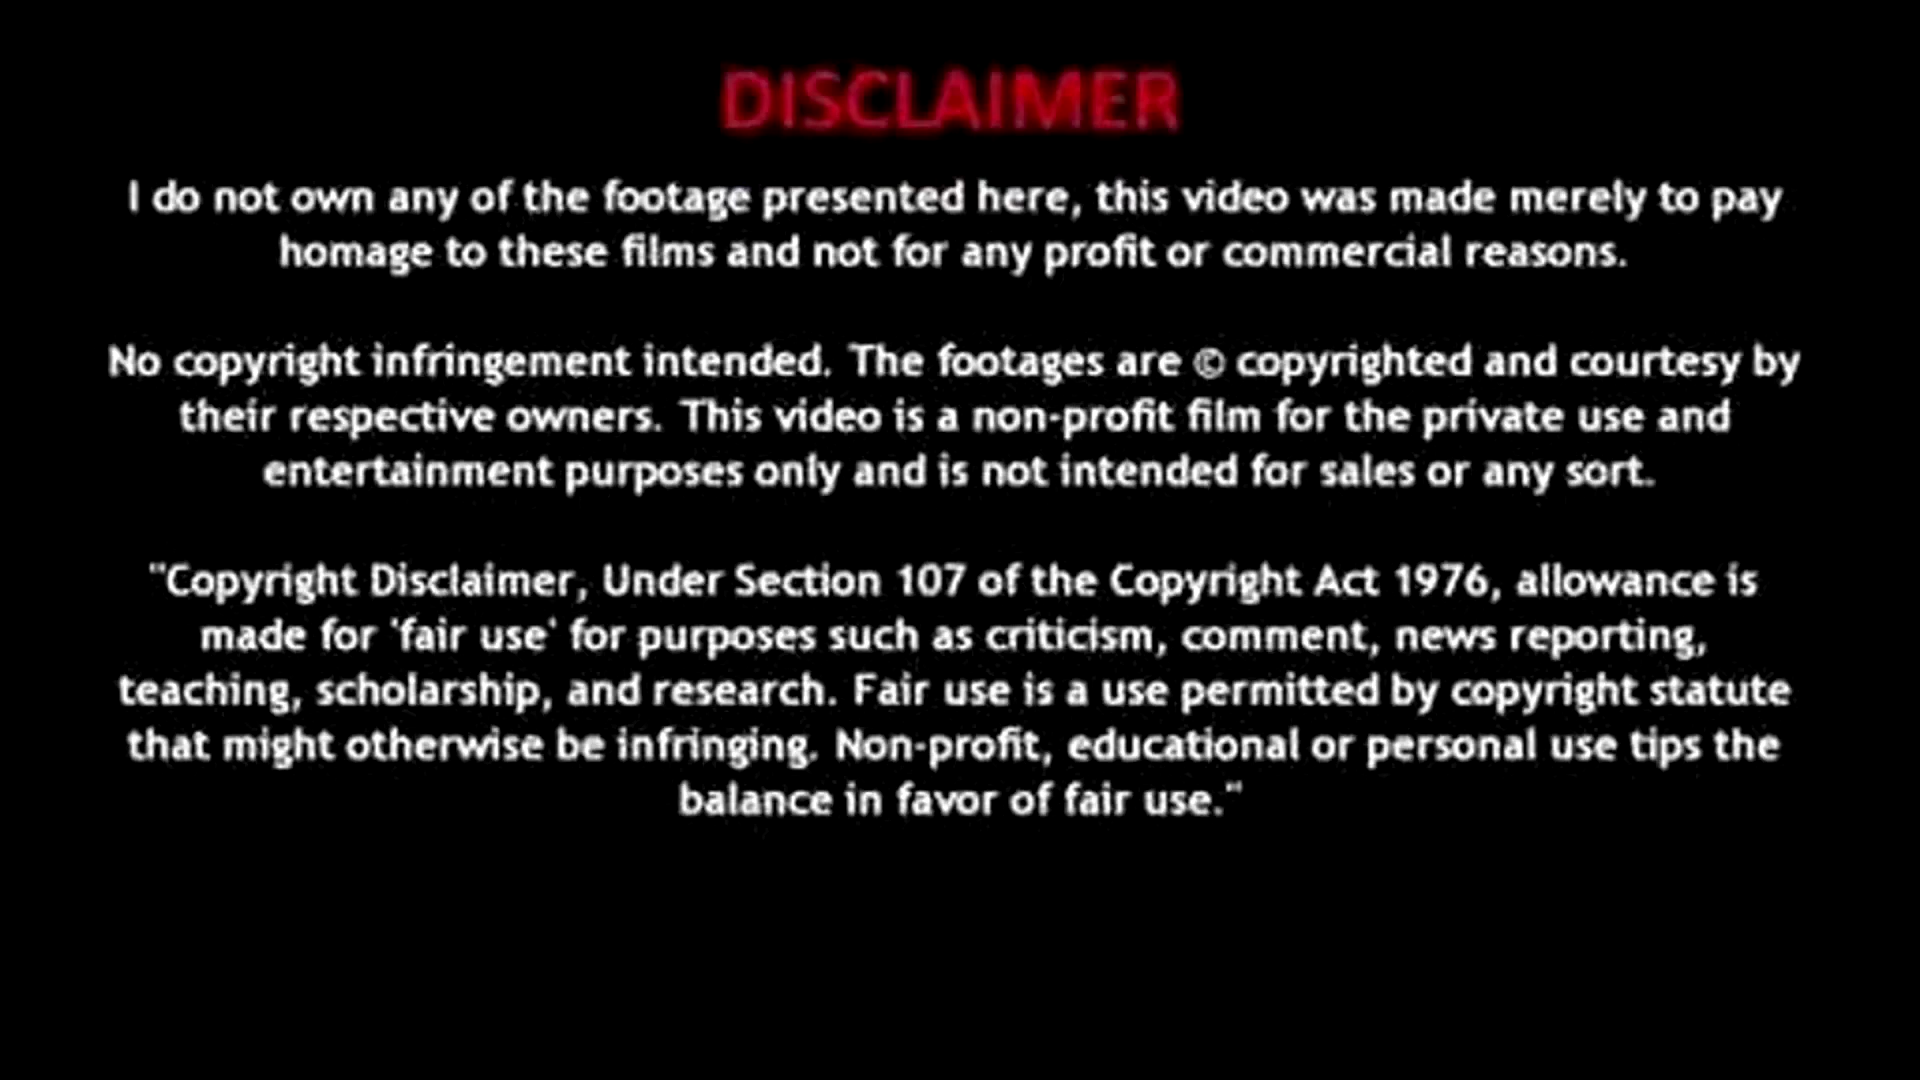 DISCLAIMER
I do not own any of the footage presented here, this video was made merely to pay
homage to these films and not for any profit or commercial reasons.
No copyright infringement intended. The footages are © copyrighted and courtesy by
their respective owners. This video is a non-profit film for the private use and
entertainment purposes only and is not intended for sales or any sort.
"Copyright Disclaimer, Under Section 107 of the Copyright Act 1976, allowance is
made for 'fair use' for purposes such as criticism, comment, news reporting,
teaching, scholarship, and research. Fair use is a use permitted by copyright statute
that might otherwise be infringing. Non-profit, educational or personal use tips the
balance in favor of fair use."